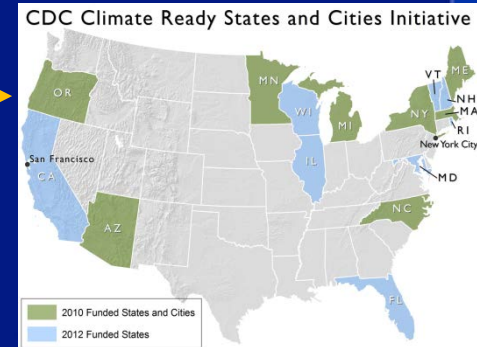 CDC Climate Ready States and Cities Initiative
OR
MN
WI
MI
VT
ME
NH
NY
MA
RI
New York City
San Francisco
CA
IL
MD
AZ
NC
FL
2010 Funded States and Cities
2012 Funded States